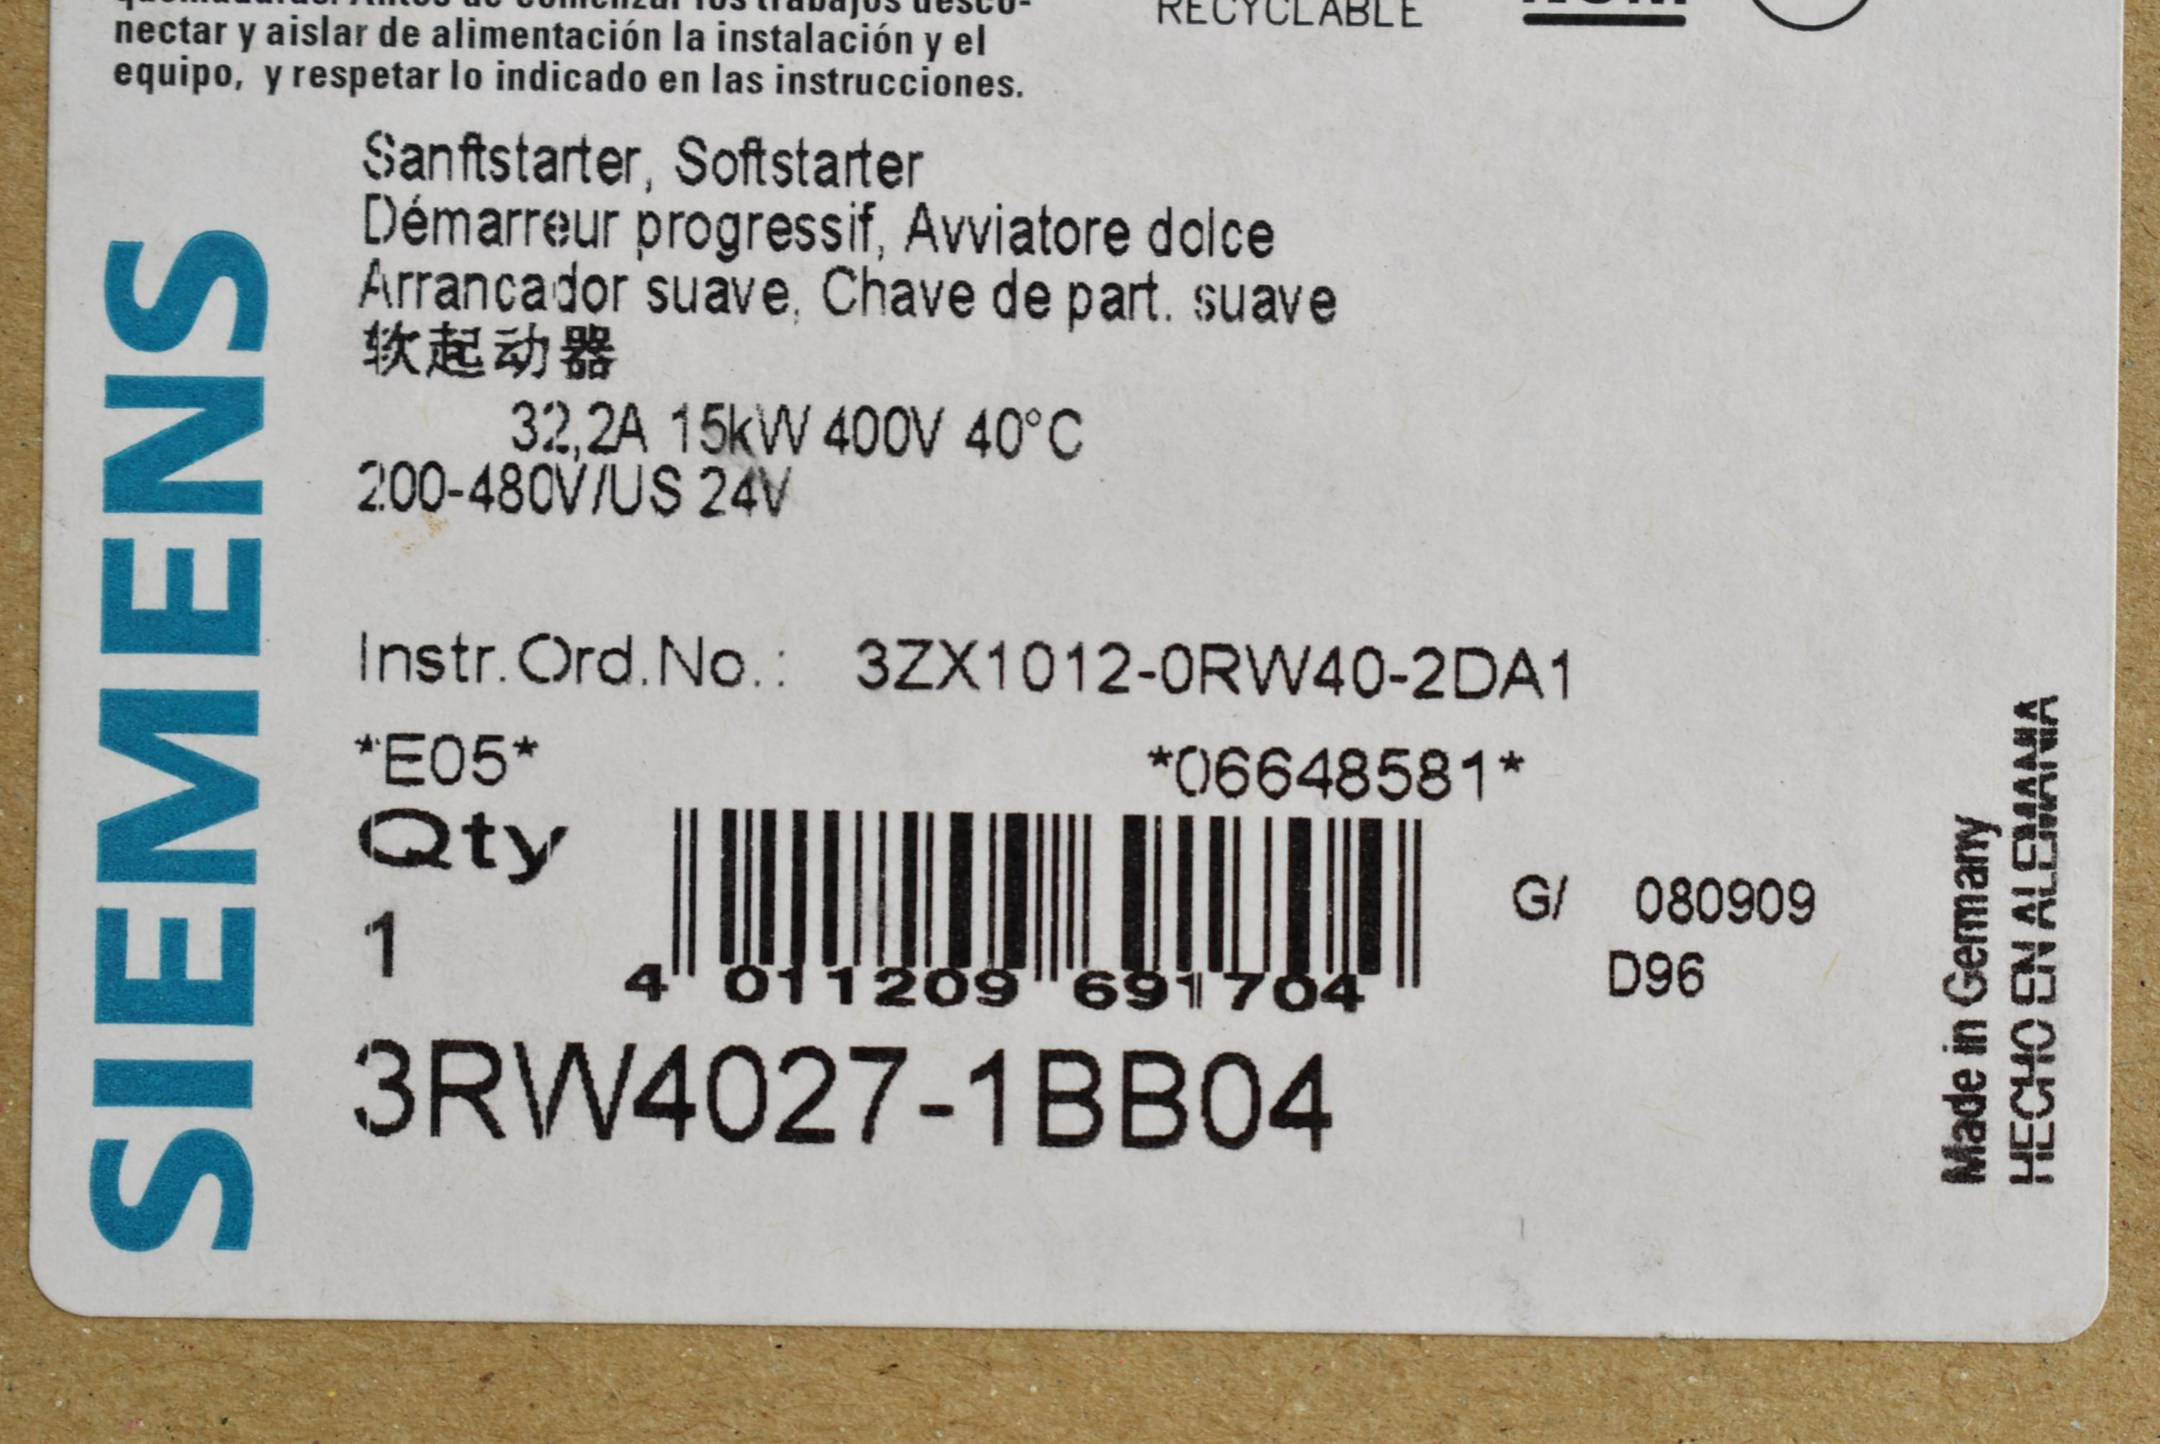 nectar y aislar de alimentación la instalación y el
equipo, y respetar lo indicado en las instrucciones.
RECYCLABLE
SIEMENS
Sanftstarter, Softstarter
Démarreur progressif, Avviatore dolce
Arrancador suave, Chave de part. suave
软起动器
32,2A 15kW 400V 40°C
200-480V/US 24V
Instr.Ord.No.: 3ZX1012-0RW40-2DA1
*E05* *06648581*
Qty
1
4 011209 691704
G/ 080909
D96
3RW4027-1BB04
Made in Germany
HECHO EN ALEMANIA